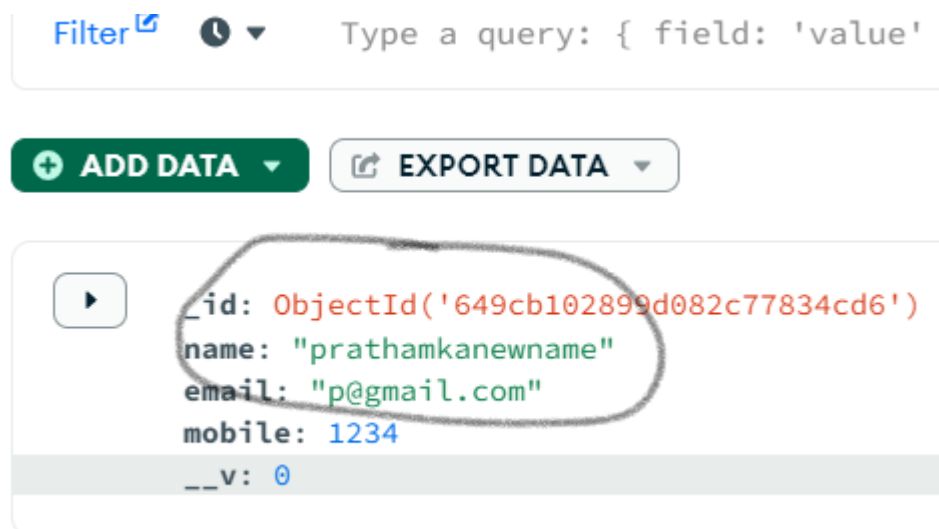 Filter Type a query: { field: 'value'
ADD DATA EXPORT DATA
_id: ObjectId('649cb102899d082c77834cd6')
name: "prathamkanewname"
email: "p@gmail.com"
mobile: 1234
__v: 0